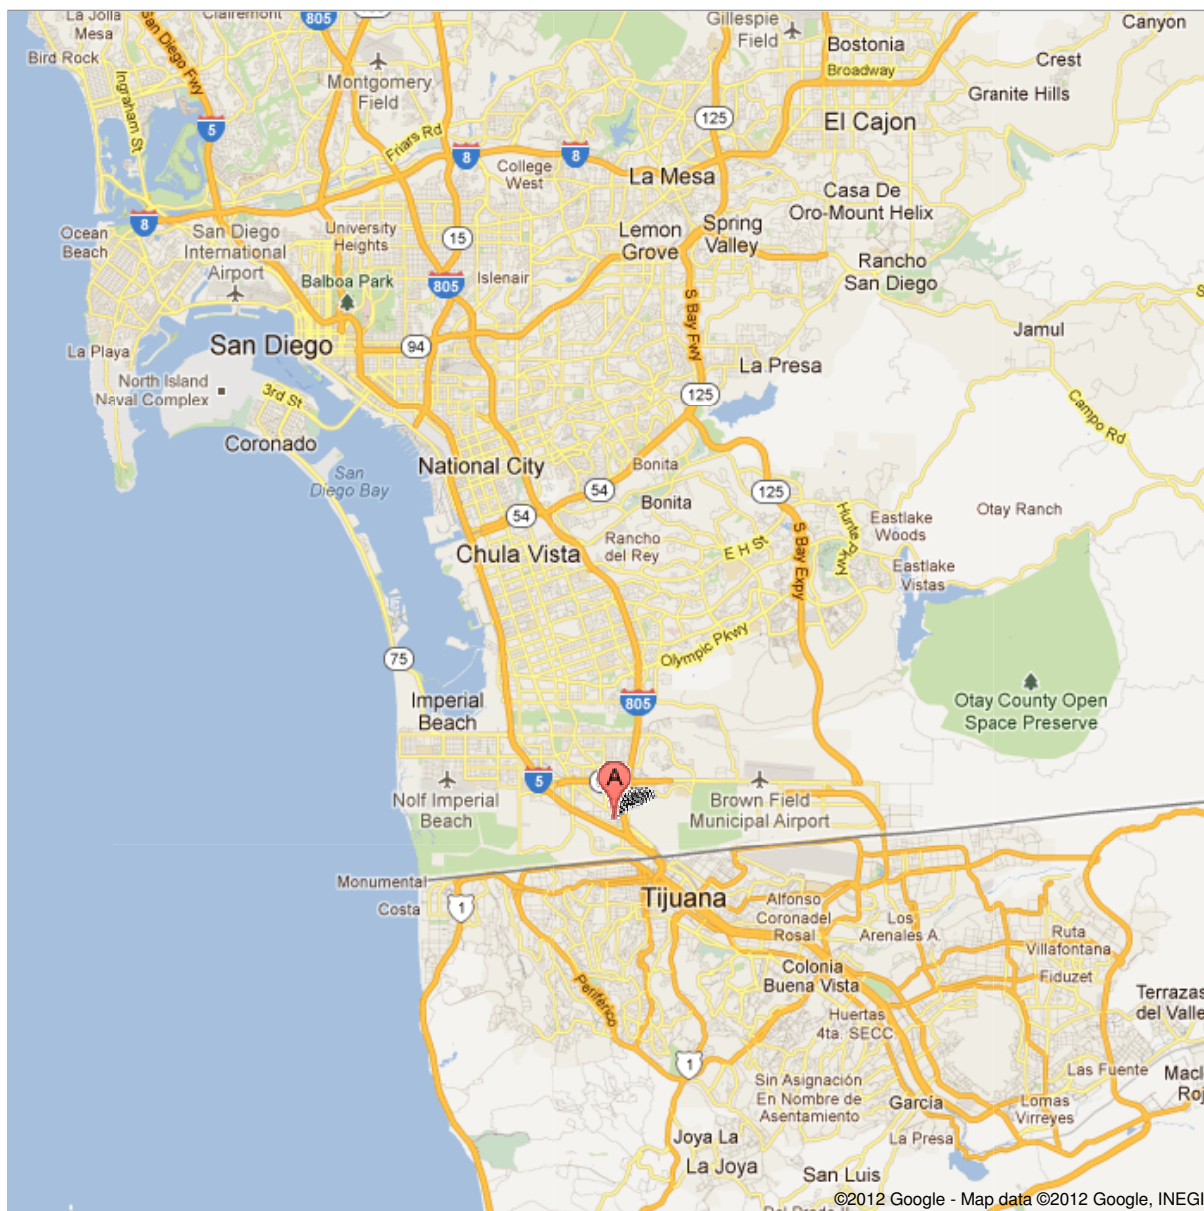 La Jolla
Mesa
Clairemont
805
Gillespie
Field
Canyon
Bird Rock
San Diego Fwy
Ingraham St
Montgomery
Field
Bostonia
Broadway
Crest
Granite Hills
5
125
El Cajon
Friars Rd
8
8
College
West
La Mesa
Casa De
Oro-Mount Helix
8
Ocean
Beach
San Diego
International
Airport
University
Heights
15
Lemon
Grove
Spring
Valley
Rancho
San Diego
Balboa Park
805
Islenair
S Bay Fwy
Jamul
La Playa
San Diego
94
La Presa
North Island
Naval Complex
3rd St
125
Campo Rd
Coronado
San
Diego Bay
National City
Bonita
54
Bonita
125
Hunte Pkwy
Otay Ranch
54
Eastlake
Woods
Chula Vista
Rancho
del Rey
E H St
S Bay Expy
Eastlake
Vistas
75
Olympic Pkwy
Imperial
Beach
805
Otay County Open
Space Preserve
5
A
Nolf Imperial
Beach
Brown Field
Municipal Airport
Monumental
Costa
1
Tijuana
Alfonso
Coronadel
Rosal
Los
Arenales A.
Ruta
Villafontana
Colonia
Buena Vista
Fiduzet
Periférico
Huertas
4ta. SECC
Terrazas
del Valle
1
Las Fuente
Sin Asignación
En Nombre de
Asentamiento
García
Lomas
Virreyes
Joya La
La Joya
La Presa
San Luis
©2012 Google - Map data ©2012 Google, INEGI